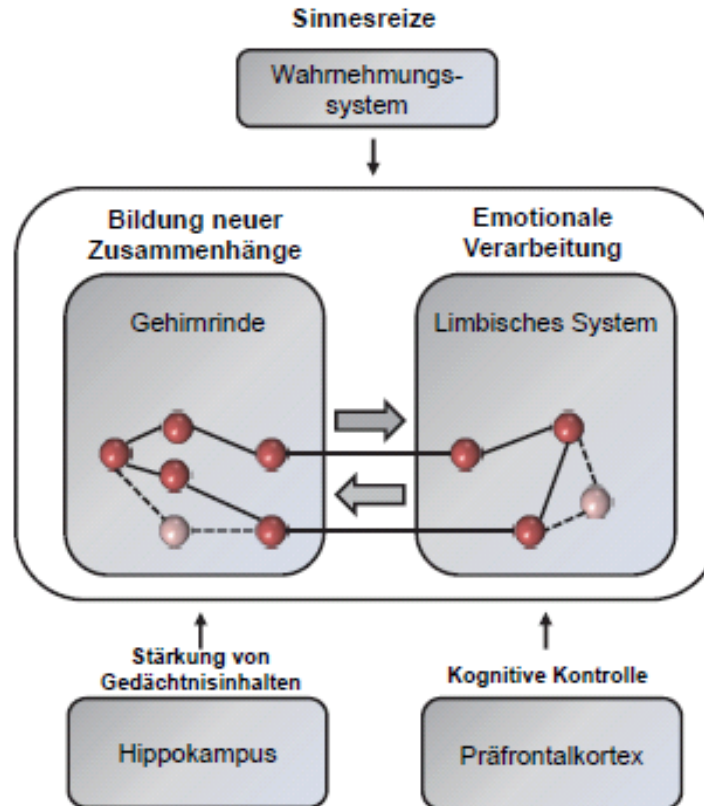 Sinnesreize
Wahrnehmungs-
system
Bildung neuer
Zusammenhänge
Emotionale
Verarbeitung
Gehirnrinde
Limbisches System
Stärkung von
Gedächtnisinhalten
Kognitive Kontrolle
Hippokampus
Präfrontalkortex